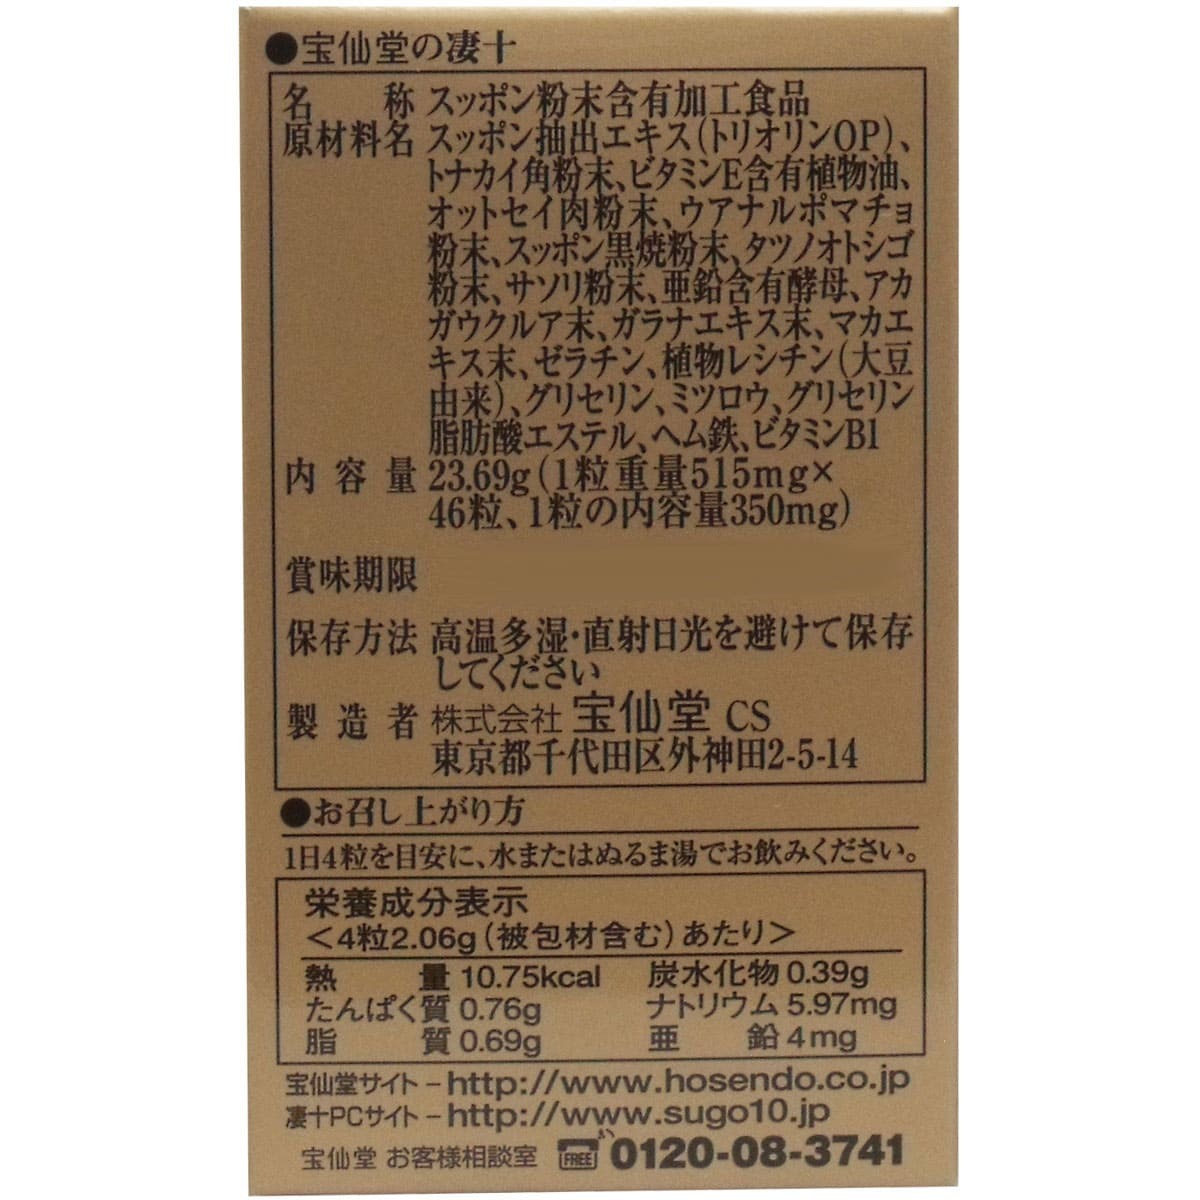 ●宝仙堂の凄十
名称 スッポン粉末含有加工食品
原材料名 スッポン抽出エキス(トリオリンOP)、
トナカイ角粉末、ビタミンE含有植物油、
オットセイ肉粉末、ウアナルポマチョ
粉末、スッポン黒焼粉末、タツノオトシゴ
粉末、サソリ粉末、亜鉛含有酵母、アカ
ガウクルア末、ガラナエキス末、マカエ
キス末、ゼラチン、植物レシチン(大豆
由来)、グリセリン、ミツロウ、グリセリン
脂肪酸エステル、ヘム鉄、ビタミンB1
内容量 23.69g(1粒重量515mg×
46粒、1粒の内容量350mg)
賞味期限
保存方法 高温多湿・直射日光を避けて保存
してください
製造者 株式会社 宝仙堂 CS
東京都千代田区外神田2-5-14
●お召し上がり方
1日4粒を目安に、水またはぬるま湯でお飲みください。
栄養成分表示
<4粒2.06g(被包材含む)あたり>
熱量 10.75kcal 炭水化物 0.39g
たんぱく質 0.76g ナトリウム 5.97mg
脂質 0.69g 亜鉛 4mg
宝仙堂サイト－http://www.hosendo.co.jp
凄十PCサイト－http://www.sugo10.jp
宝仙堂 お客様相談室 FREE 0120-08-3741